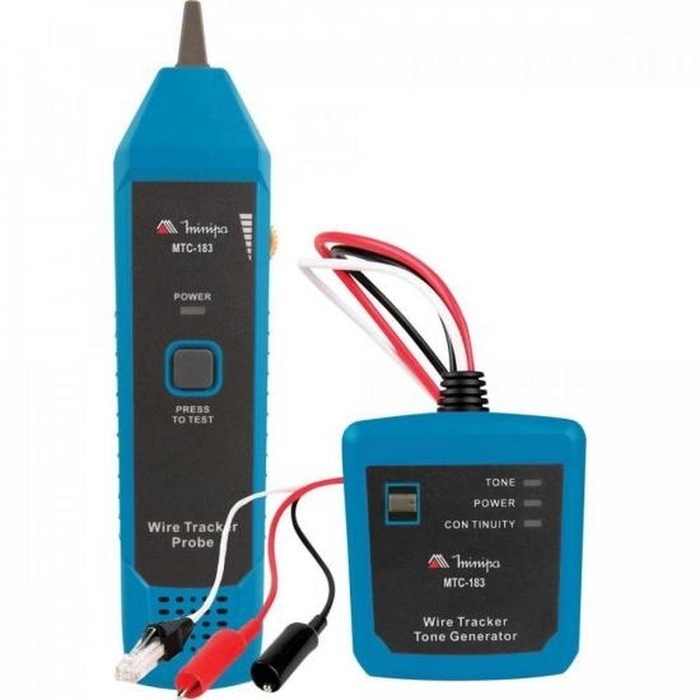 minipa
MTC-183
POWER
PRESS
TO TEST
Wire Tracker
Probe
TONE
POWER
CONTINUITY
minipa
MTC-183
Wire Tracker
Tone Generator